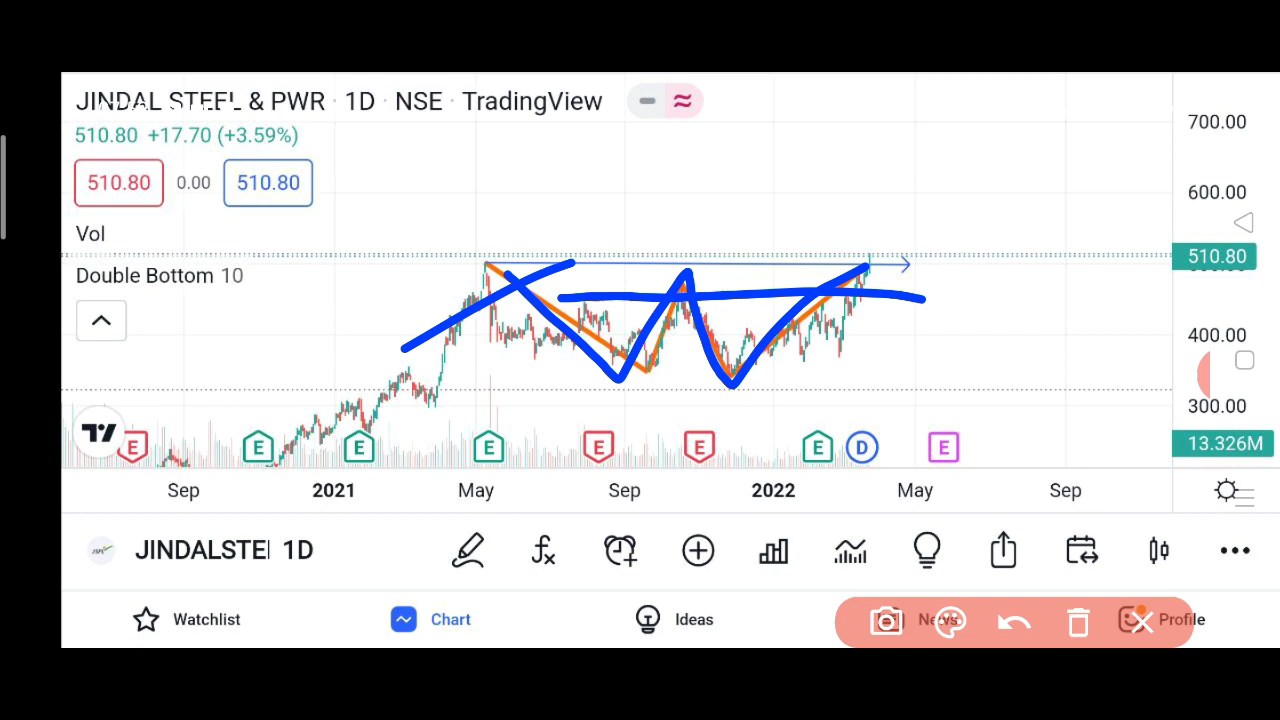 JINDAL STEEL & PWR · 1D · NSE · TradingView
700.00
510.80 +17.70 (+3.59%)
510.80 0.00 510.80
600.00
Vol
510.80
Double Bottom 10
400.00
300.00
E E E E E E E D E
13.326M
Sep 2021 May Sep 2022 May Sep
JINDALSTEI 1D
Watchlist Chart Ideas News Profile